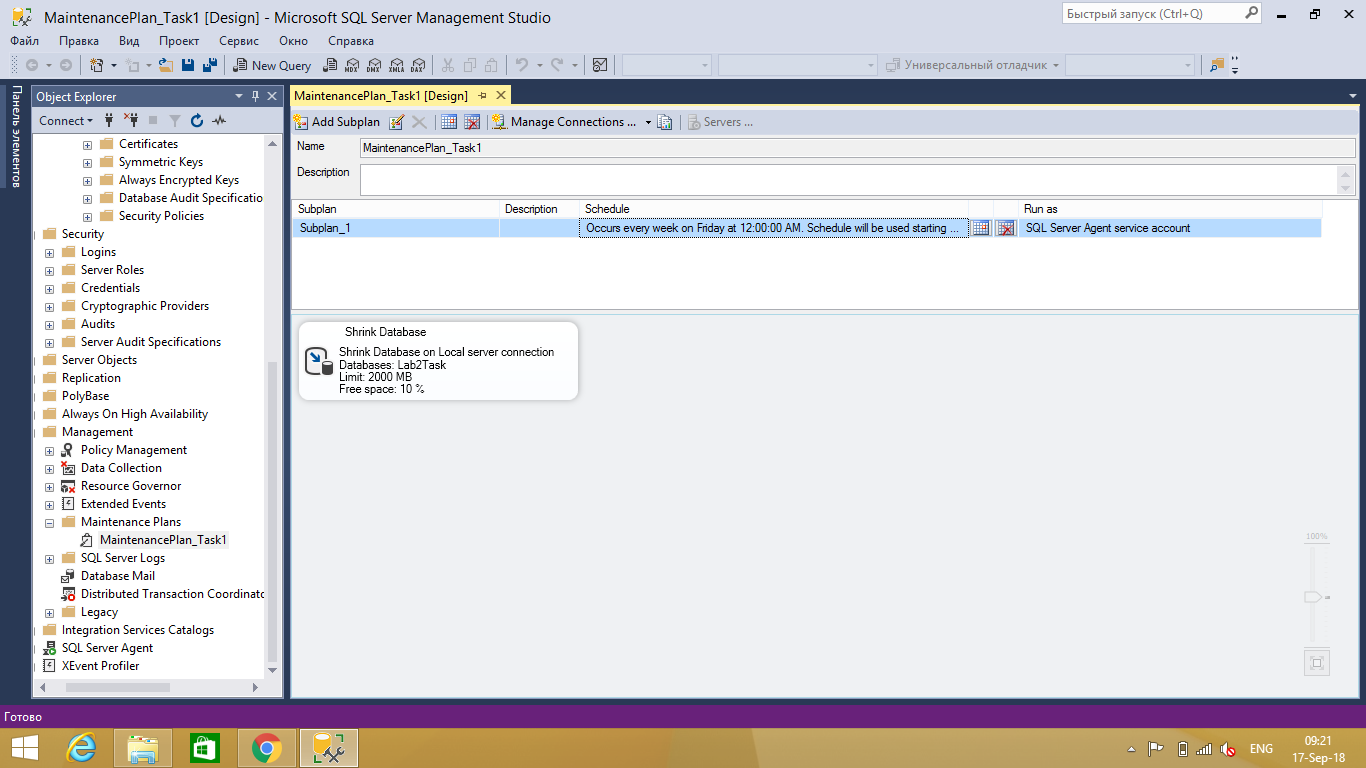 MaintenancePlan_Task1 [Design] - Microsoft SQL Server Management Studio
Быстрый запуск (Ctrl+Q)
Файл Правка Вид Проект Сервис Окно Справка
New Query MDX DMX XMLA DAX Универсальный отладчик
Панель элементов
Object Explorer
Connect
Certificates
Symmetric Keys
Always Encrypted Keys
Database Audit Specificatio
Security Policies
Security
Logins
Server Roles
Credentials
Cryptographic Providers
Audits
Server Audit Specifications
Server Objects
Replication
PolyBase
Always On High Availability
Management
Policy Management
Data Collection
Resource Governor
Extended Events
Maintenance Plans
MaintenancePlan_Task1
SQL Server Logs
Database Mail
Distributed Transaction Coordinato
Legacy
Integration Services Catalogs
SQL Server Agent
XEvent Profiler
MaintenancePlan_Task1 [Design]
Add Subplan Manage Connections ... Servers ...
Name MaintenancePlan_Task1
Description
Subplan Description Schedule Run as
Subplan_1 Occurs every week on Friday at 12:00:00 AM. Schedule will be used starting ... SQL Server Agent service account
Shrink Database
Shrink Database on Local server connection
Databases: Lab2Task
Limit: 2000 MB
Free space: 10 %
100%
Готово
ENG
09:21
17-Sep-18